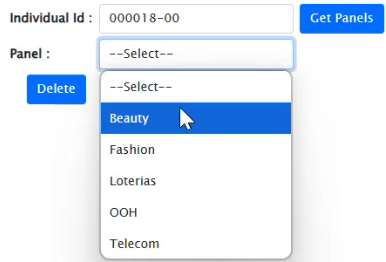 Individual Id : 000018-00 Get Panels
Panel : --Select--
Delete --Select--
Beauty
Fashion
Loterias
OOH
Telecom